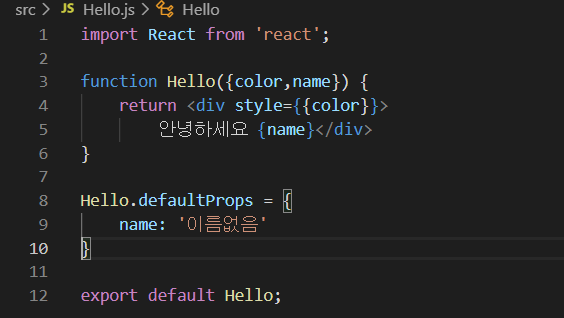 src > JS Hello.js > Hello
1 import React from 'react';
2
3 function Hello({color,name}) {
4 return <div style={{color}}>
5 안녕하세요 {name}</div>
6 }
7
8 Hello.defaultProps = {
9 name: '이름없음'
10 }
11
12 export default Hello;